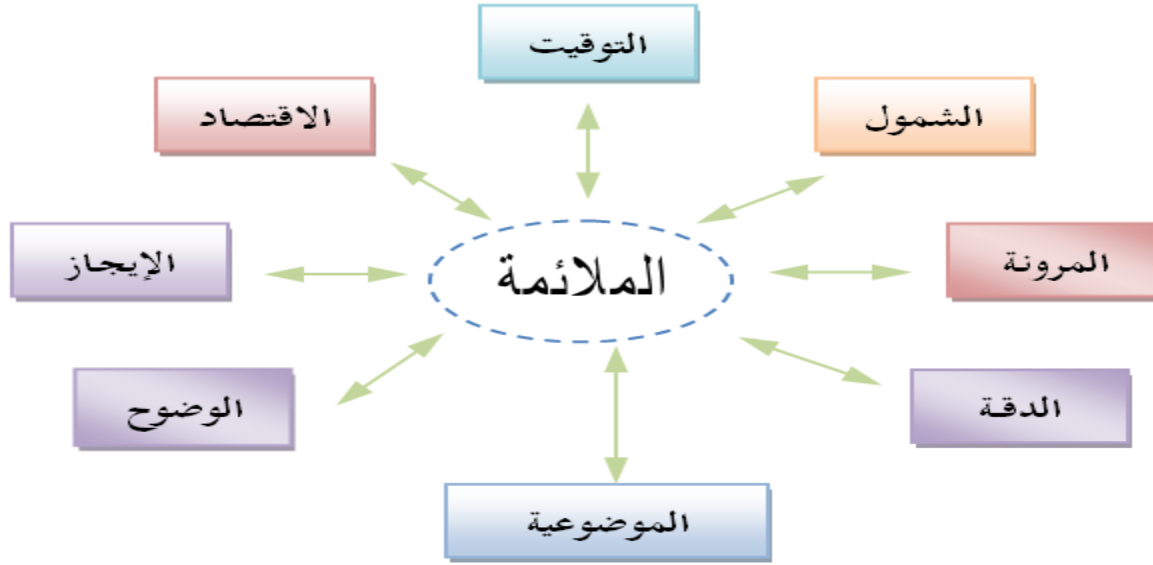 التوقيت
الشمول
الاقتصاد
المرونة
الإيجاز
الملائمة
الدقة
الوضوح
الموضوعية